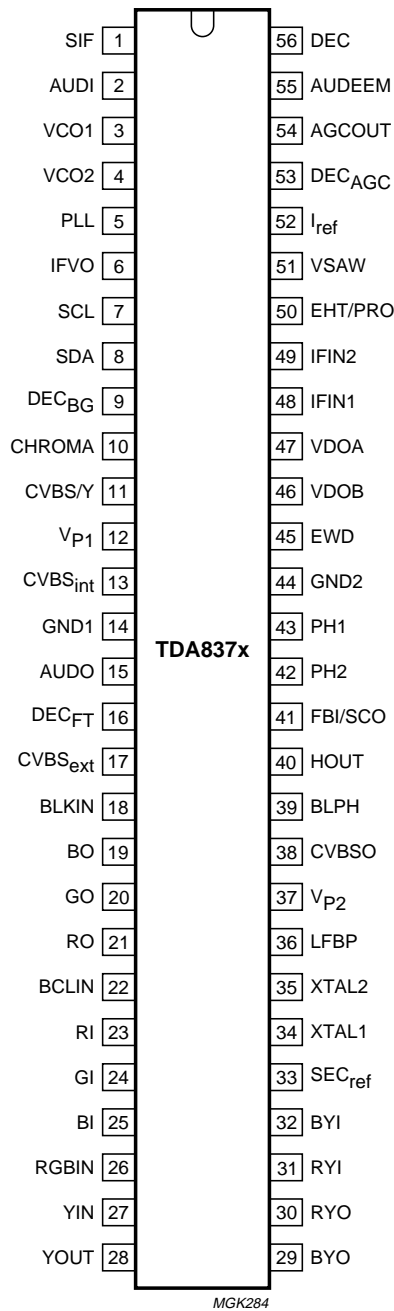 SIF 1 56 DEC
AUDI 2 55 AUDEEM
VCO1 3 54 AGCOUT
VCO2 4 53 DECAGC
PLL 5 52 Iref
IFVO 6 51 VSAW
SCL 7 50 EHT/PRO
SDA 8 49 IFIN2
DECBG 9 48 IFIN1
CHROMA 10 47 VDOA
CVBS/Y 11 46 VDOB
VP1 12 45 EWD
CVBSint 13 44 GND2
GND1 14 43 PH1
TDA837x
AUDO 15 42 PH2
DECFT 16 41 FBI/SCO
CVBSext 17 40 HOUT
BLKIN 18 39 BLPH
BO 19 38 CVBSO
GO 20 37 VP2
RO 21 36 LFBP
BCLIN 22 35 XTAL2
RI 23 34 XTAL1
GI 24 33 SECref
BI 25 32 BYI
RGBIN 26 31 RYI
YIN 27 30 RYO
YOUT 28 29 BYO
MGK284